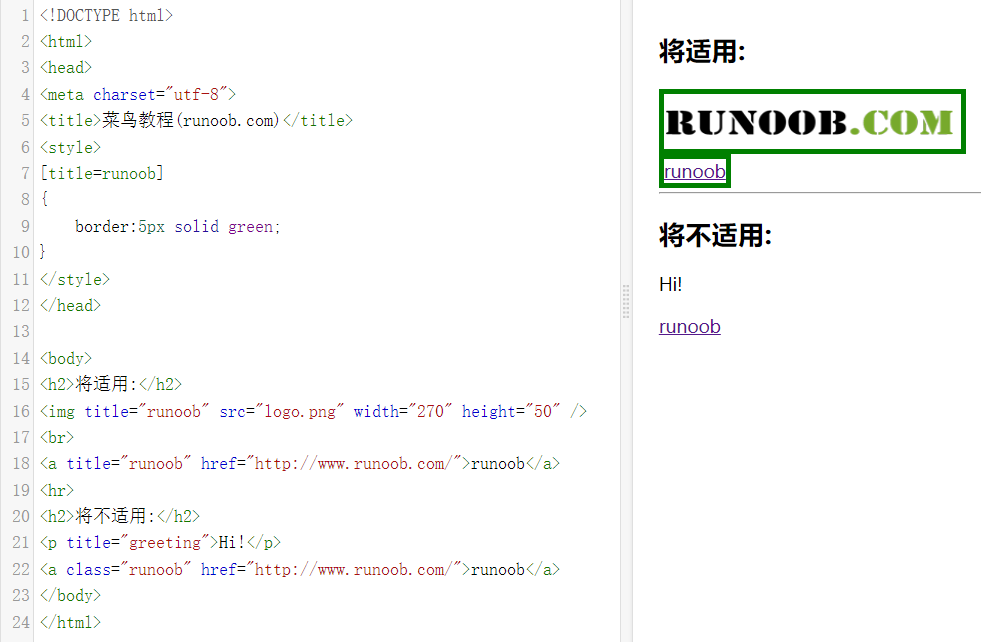 1 <!DOCTYPE html>
2 <html>
3 <head>
4 <meta charset="utf-8">
5 <title>菜鸟教程(runoob.com)</title>
6 <style>
7 [title=runoob]
8 {
9     border:5px solid green;
10 }
11 </style>
12 </head>
13
14 <body>
15 <h2>将适用:</h2>
16 <img title="runoob" src="logo.png" width="270" height="50" />
17 <br>
18 <a title="runoob" href="http://www.runoob.com/">runoob</a>
19 <hr>
20 <h2>将不适用:</h2>
21 <p title="greeting">Hi!</p>
22 <a class="runoob" href="http://www.runoob.com/">runoob</a>
23 </body>
24 </html>
将适用:
RUNOOB.COM
runoob
将不适用:
Hi!
runoob